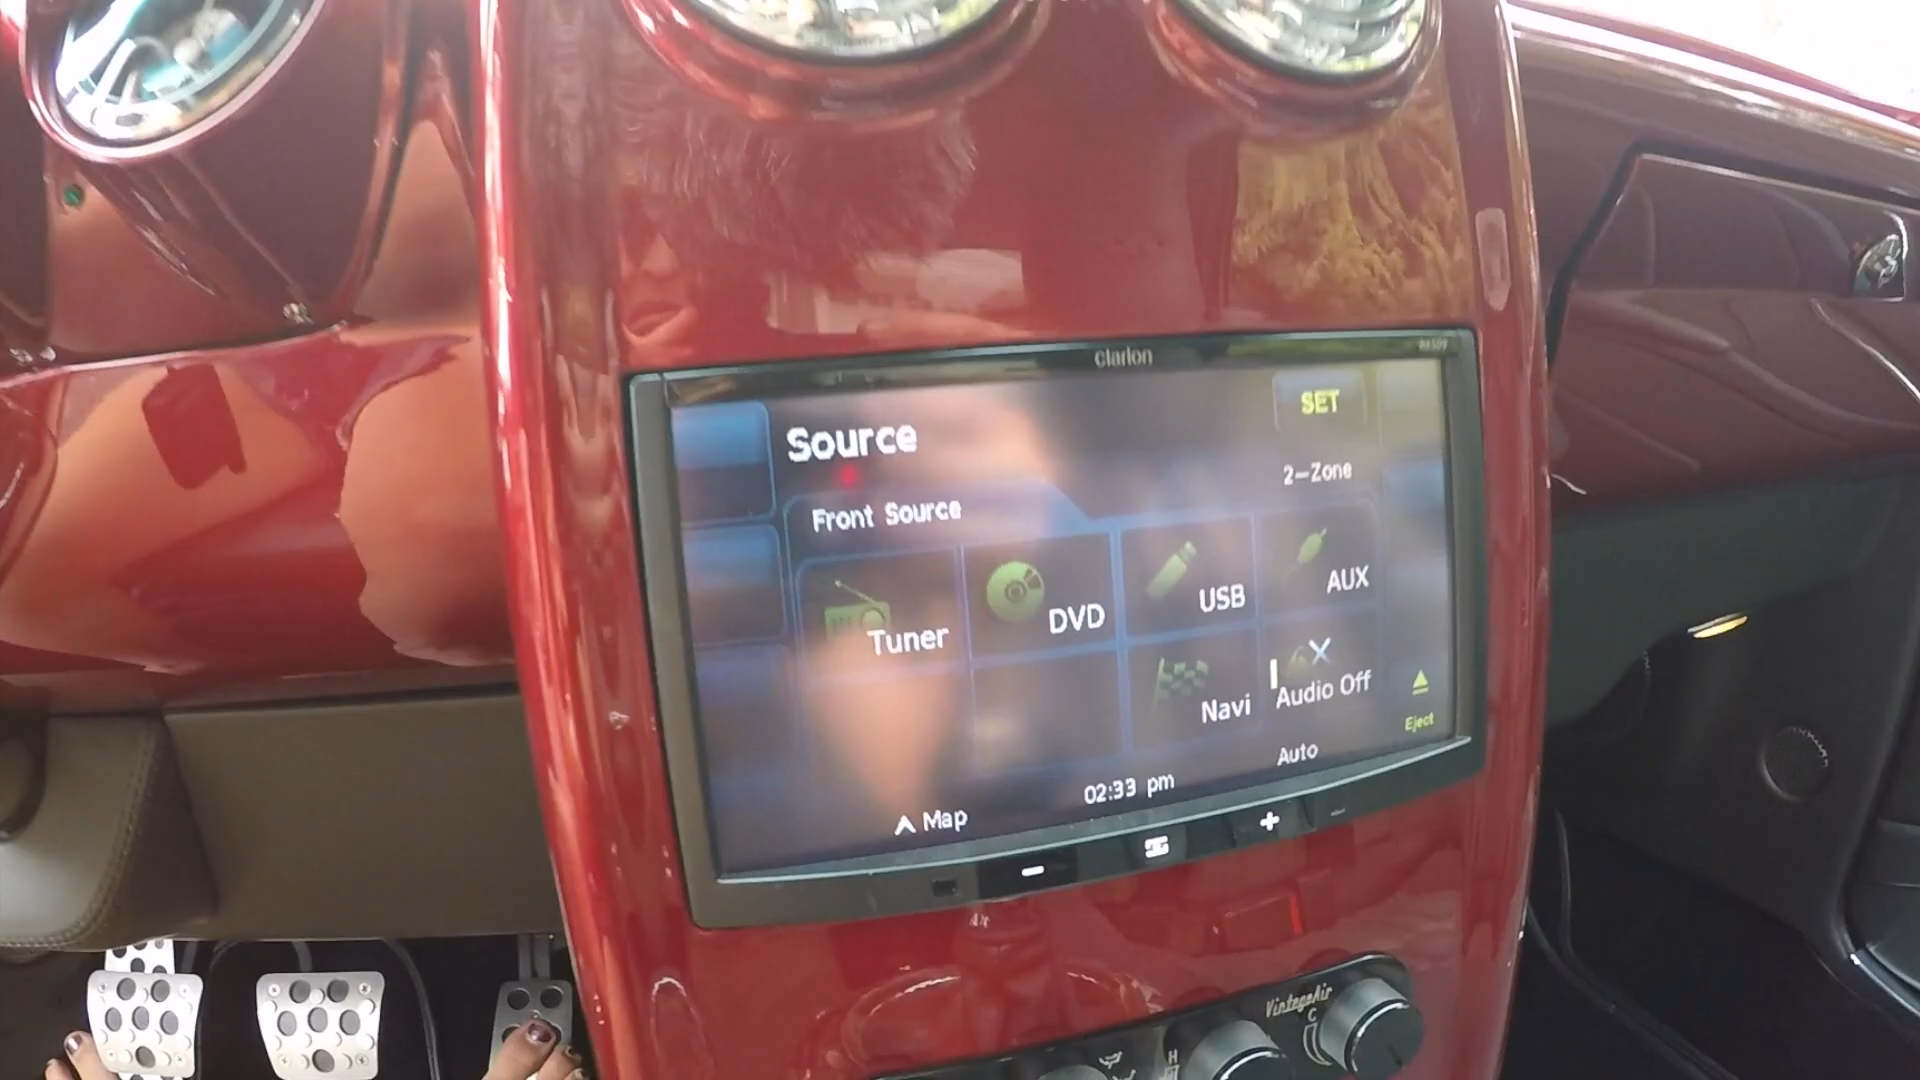 clarion
SET
Source
2-Zone
Front Source
Tuner
DVD
USB
AUX
Navi
Audio Off
Eject
Auto
02:33 pm
Map
VintageAir
C
H